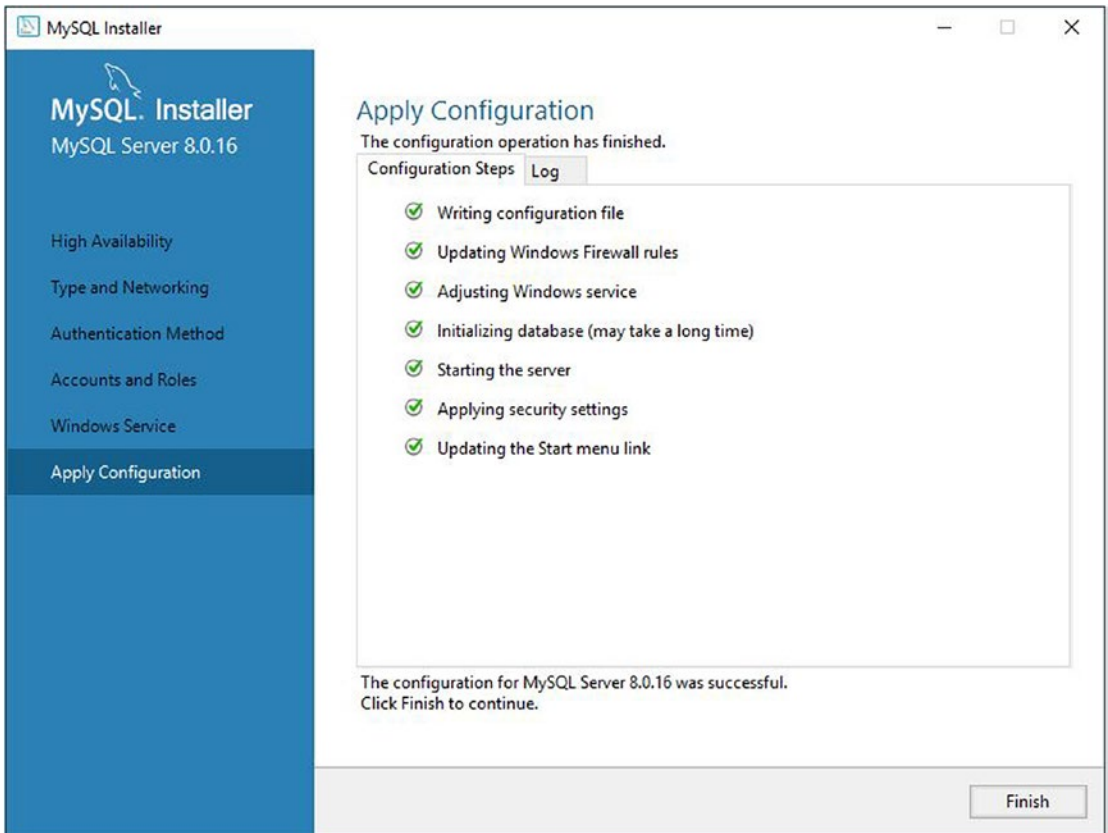 MySQL Installer
MySQL. Installer
MySQL Server 8.0.16
High Availability
Type and Networking
Authentication Method
Accounts and Roles
Windows Service
Apply Configuration
Apply Configuration
The configuration operation has finished.
Configuration Steps Log
Writing configuration file
Updating Windows Firewall rules
Adjusting Windows service
Initializing database (may take a long time)
Starting the server
Applying security settings
Updating the Start menu link
The configuration for MySQL Server 8.0.16 was successful.
Click Finish to continue.
Finish